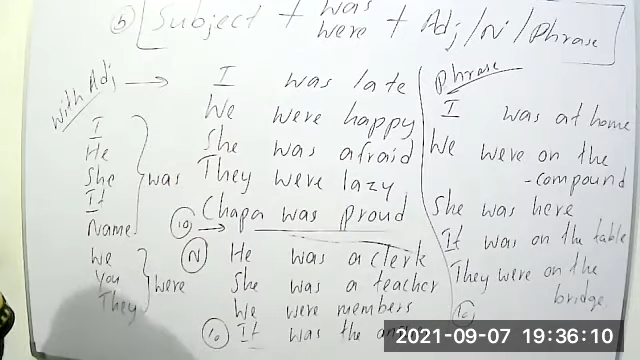 (b) Subject + was / were + Adj/N/Phrase
With Adj →
I was late
We were happy
She was afraid
They were lazy
Chapa was proud
I
He
She
It
Name
was
We
You
They
were
10 →
N
He was a clerk
She was a teacher
We were members
10 It was the
Phrase
I was at home
We were on the
-compound
She was here
It was on the table
They were on the
bridge
10
2021-09-07 19:36:10